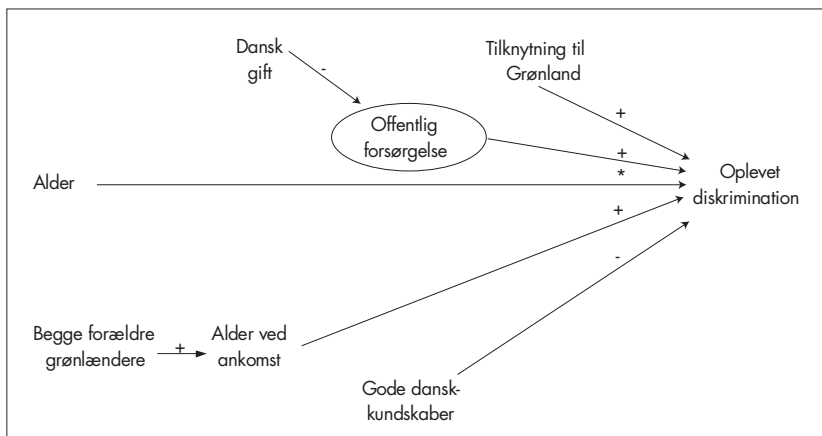 Dansk
gift
-
Tilknytning til
Grønland
+
Offentlig
forsørgelse
+
Alder
*
Oplevet
diskrimination
+
-
Begge forældre
grønlændere
+
Alder ved
ankomst
Gode dansk-
kundskaber